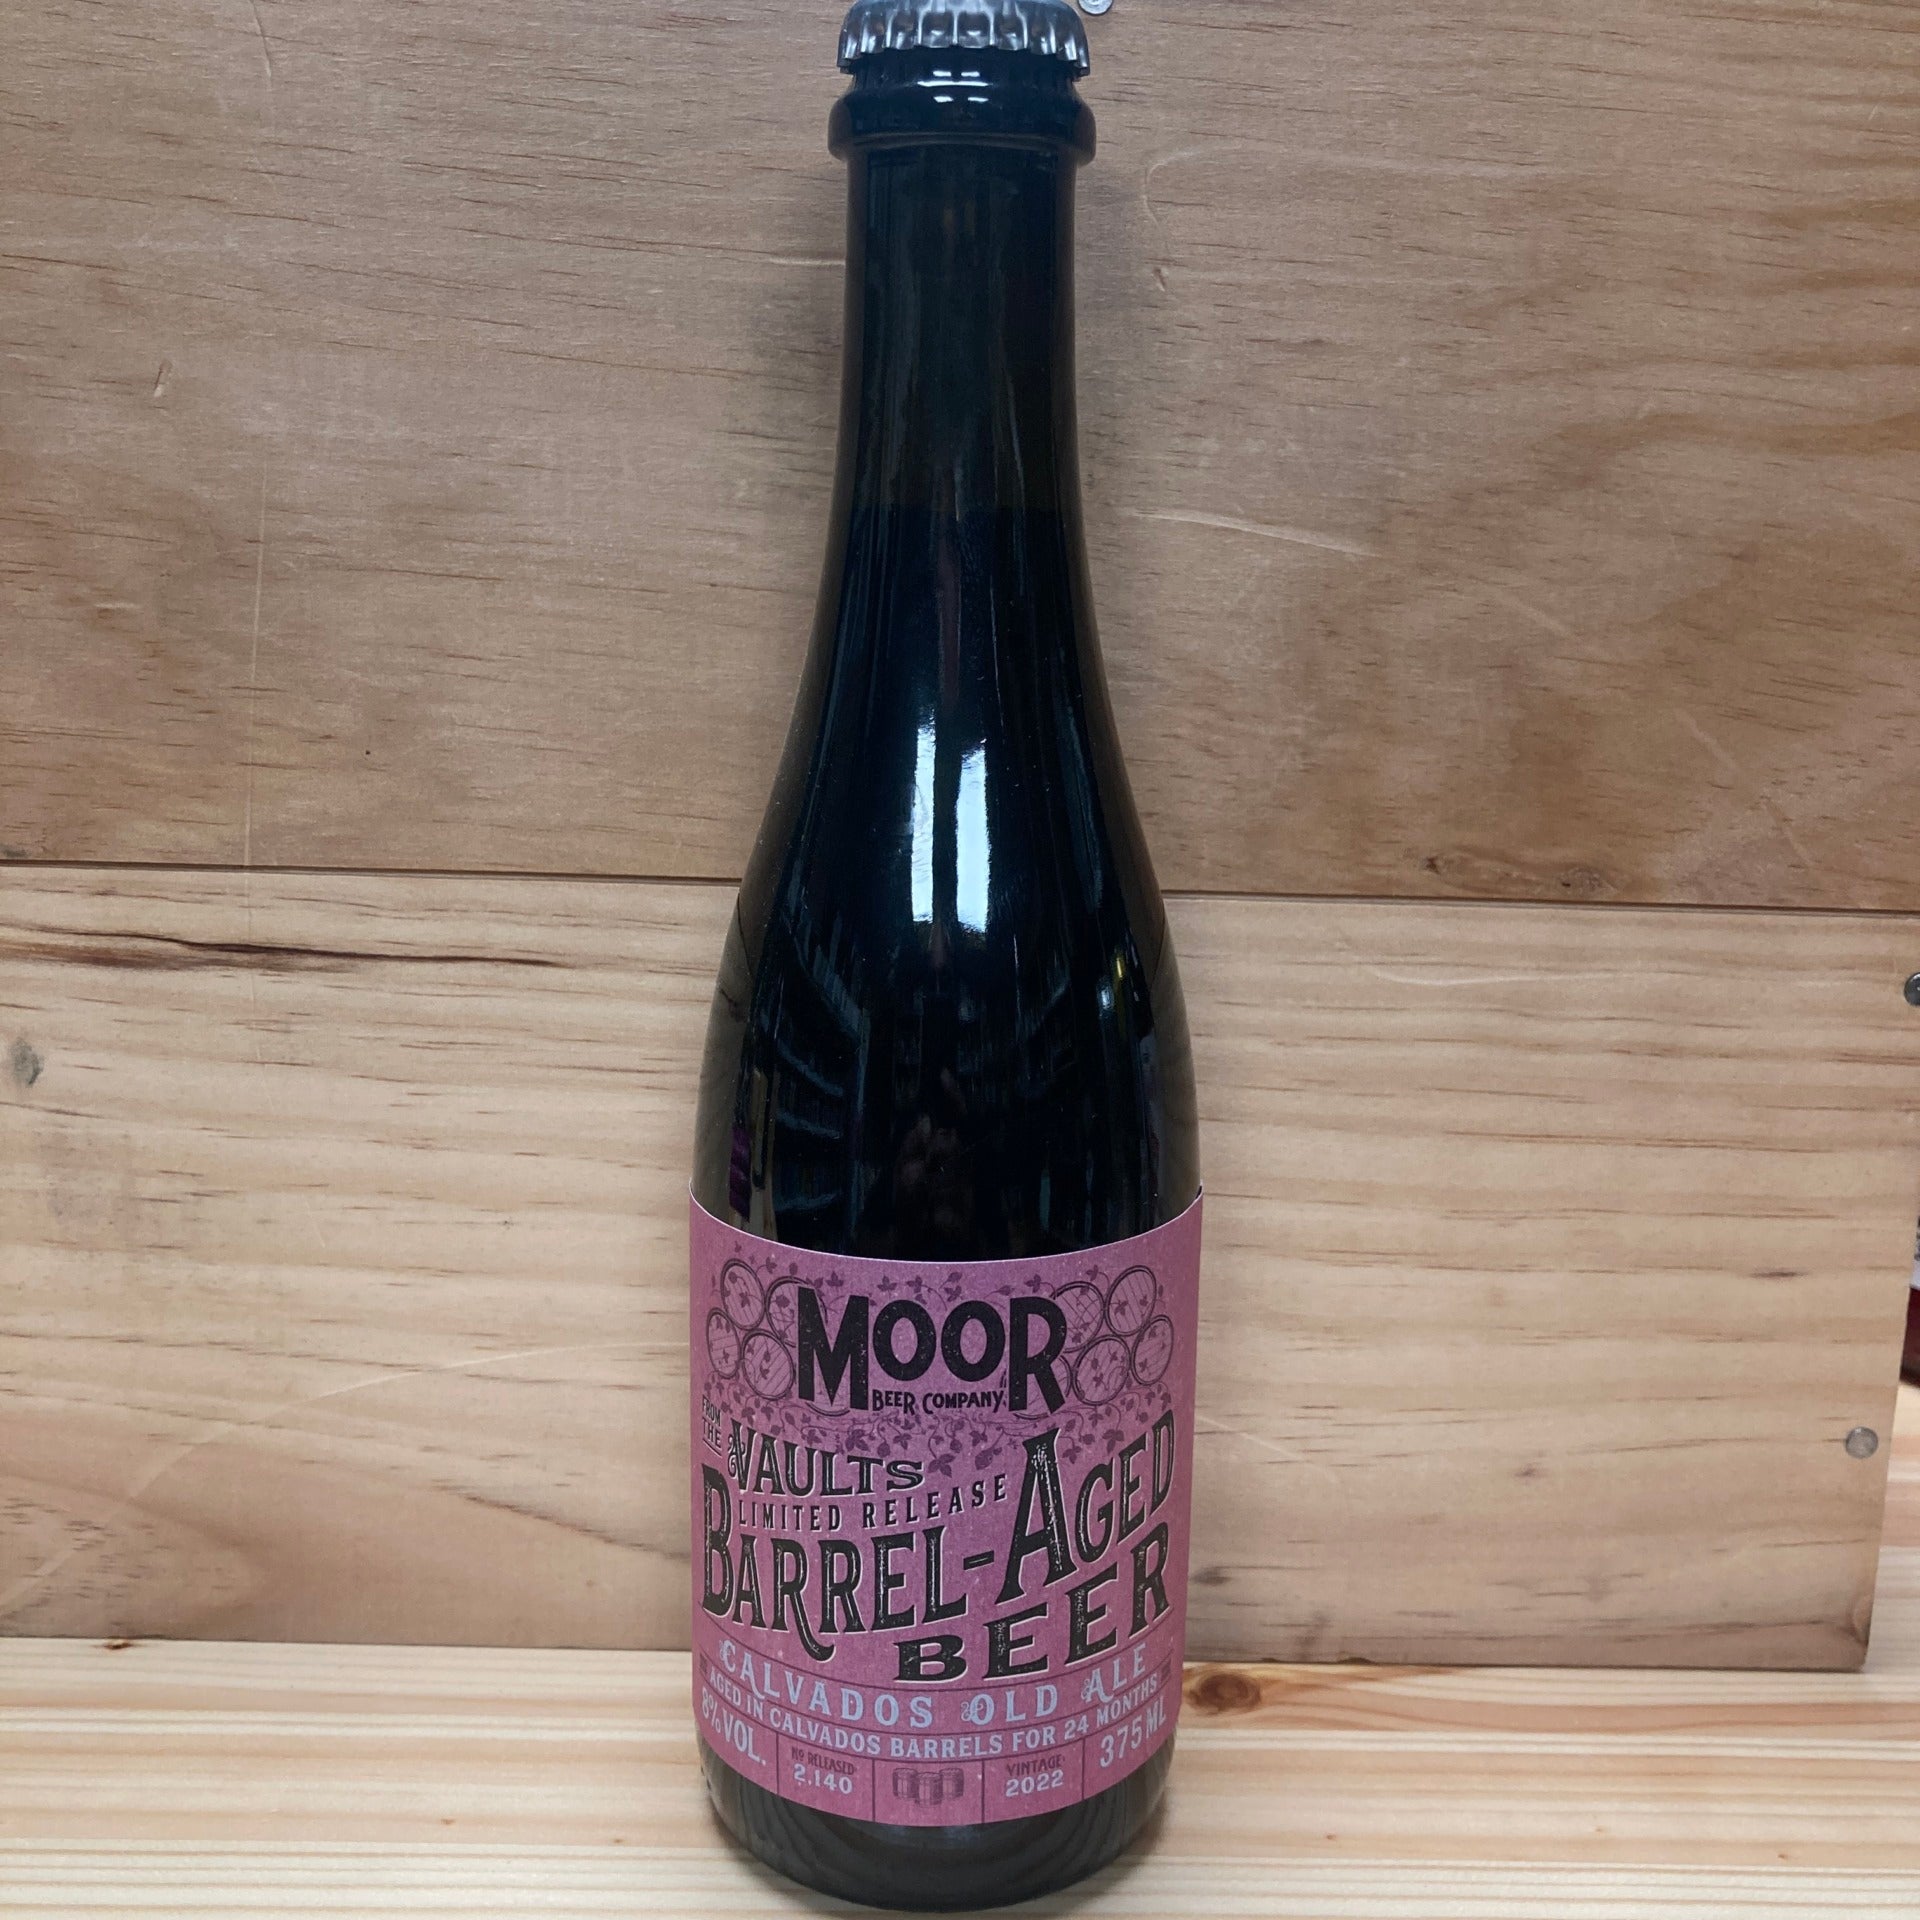 MOOR
BEER COMPANY
FROM
THE
VAULTS
LIMITED RELEASE
BARREL-AGED
BEER
CALVADOS OLD ALE
AGED IN CALVADOS BARRELS FOR 24 MONTHS
8% VOL.
Nº RELEASED
2,140
VINTAGE:
2022
375 ML